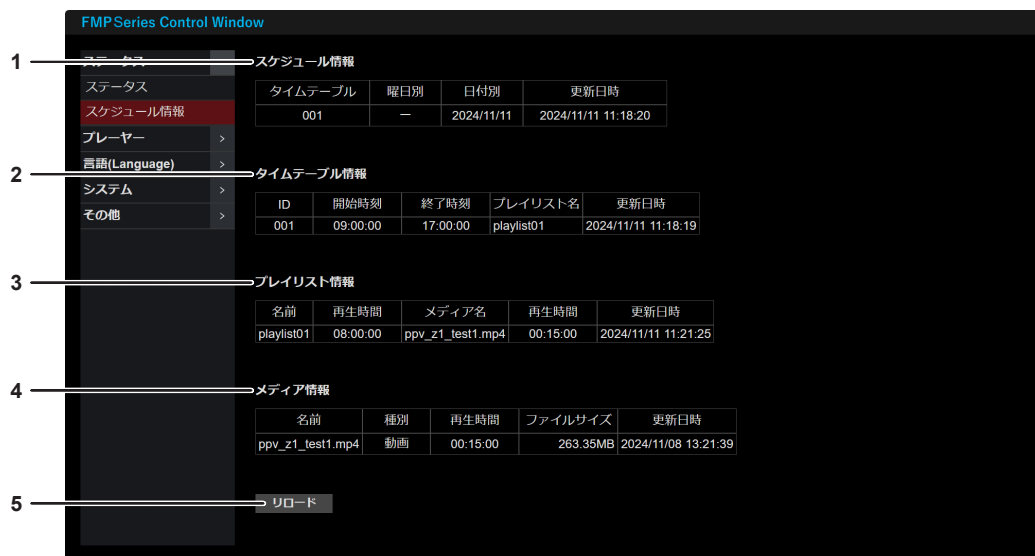 FMPSeries Control Window
1
ステータス
スケジュール情報
ステータス
タイムテーブル 曜日別 日付別 更新日時
スケジュール情報
001 ー 2024/11/11 2024/11/11 11:18:20
プレーヤー >
言語(Language) >
2
タイムテーブル情報
システム >
ID 開始時刻 終了時刻 プレイリスト名 更新日時
その他 >
001 09:00:00 17:00:00 playlist01 2024/11/11 11:18:19
3
プレイリスト情報
名前 再生時間 メディア名 再生時間 更新日時
playlist01 08:00:00 ppv_z1_test1.mp4 00:15:00 2024/11/11 11:21:25
4
メディア情報
名前 種別 再生時間 ファイルサイズ 更新日時
ppv_z1_test1.mp4 動画 00:15:00 263.35MB 2024/11/08 13:21:39
5
リロード